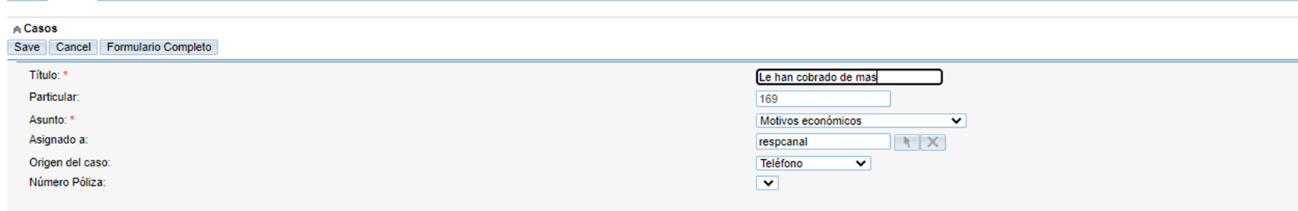 Casos
Save Cancel Formulario Completo
Título: * Le han cobrado de mas
Particular: 169
Asunto: * Motivos económicos
Asignado a: respcanal
Origen del caso: Teléfono
Número Póliza: